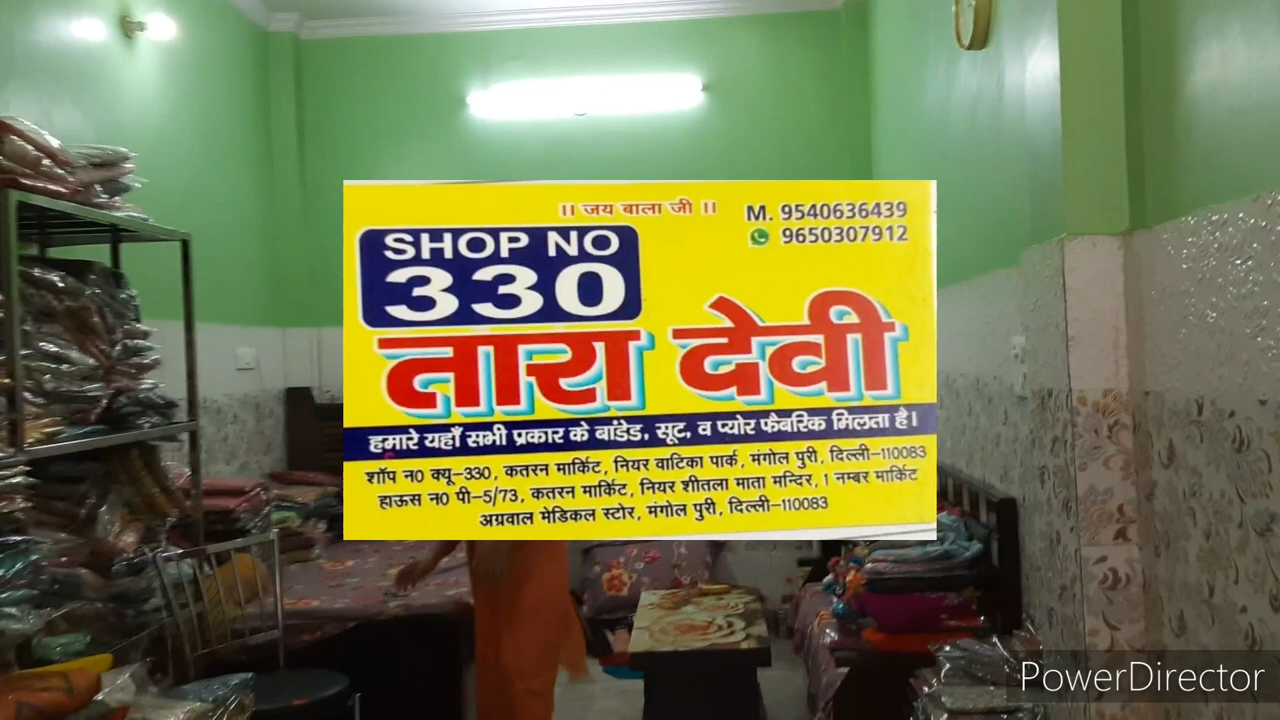 ।। जय बाला जी ।।
M. 9540636439
9650307912
SHOP NO
330
तारा देवी
हमारे यहाँ सभी प्रकार के बांडेड, सूट, व प्योर फैबरिक मिलता है।
शॉप न0 क्यू-330, कतरन मार्किट, नियर वाटिका पार्क, मंगोल पुरी, दिल्ली-110083
हाऊस न0 पी-5/73, कतरन मार्किट, नियर शीतला माता मन्दिर, 1 नम्बर मार्किट
अग्रवाल मेडिकल स्टोर, मंगोल पुरी, दिल्ली-110083
PowerDirector